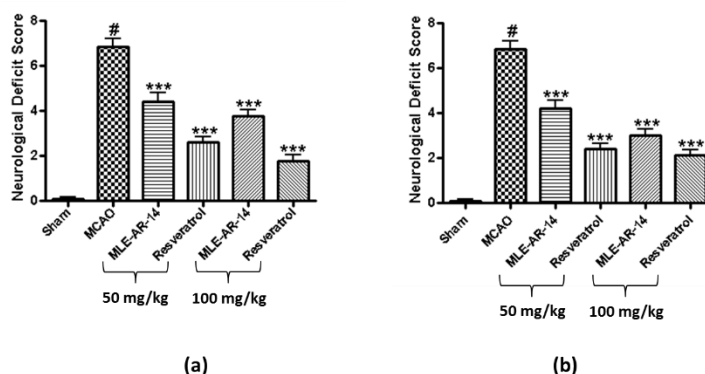 Neurological Deficit Score
8
6
4
2
0
#
***
***
***
***
Sham
MCAO
MLE-AR-14
Resveratrol
MLE-AR-14
Resveratrol
50 mg/kg
100 mg/kg
(a)
Neurological Deficit Score
8
6
4
2
0
#
***
***
***
***
Sham
MCAO
MLE-AR-14
Resveratrol
MLE-AR-14
Resveratrol
50 mg/kg
100 mg/kg
(b)